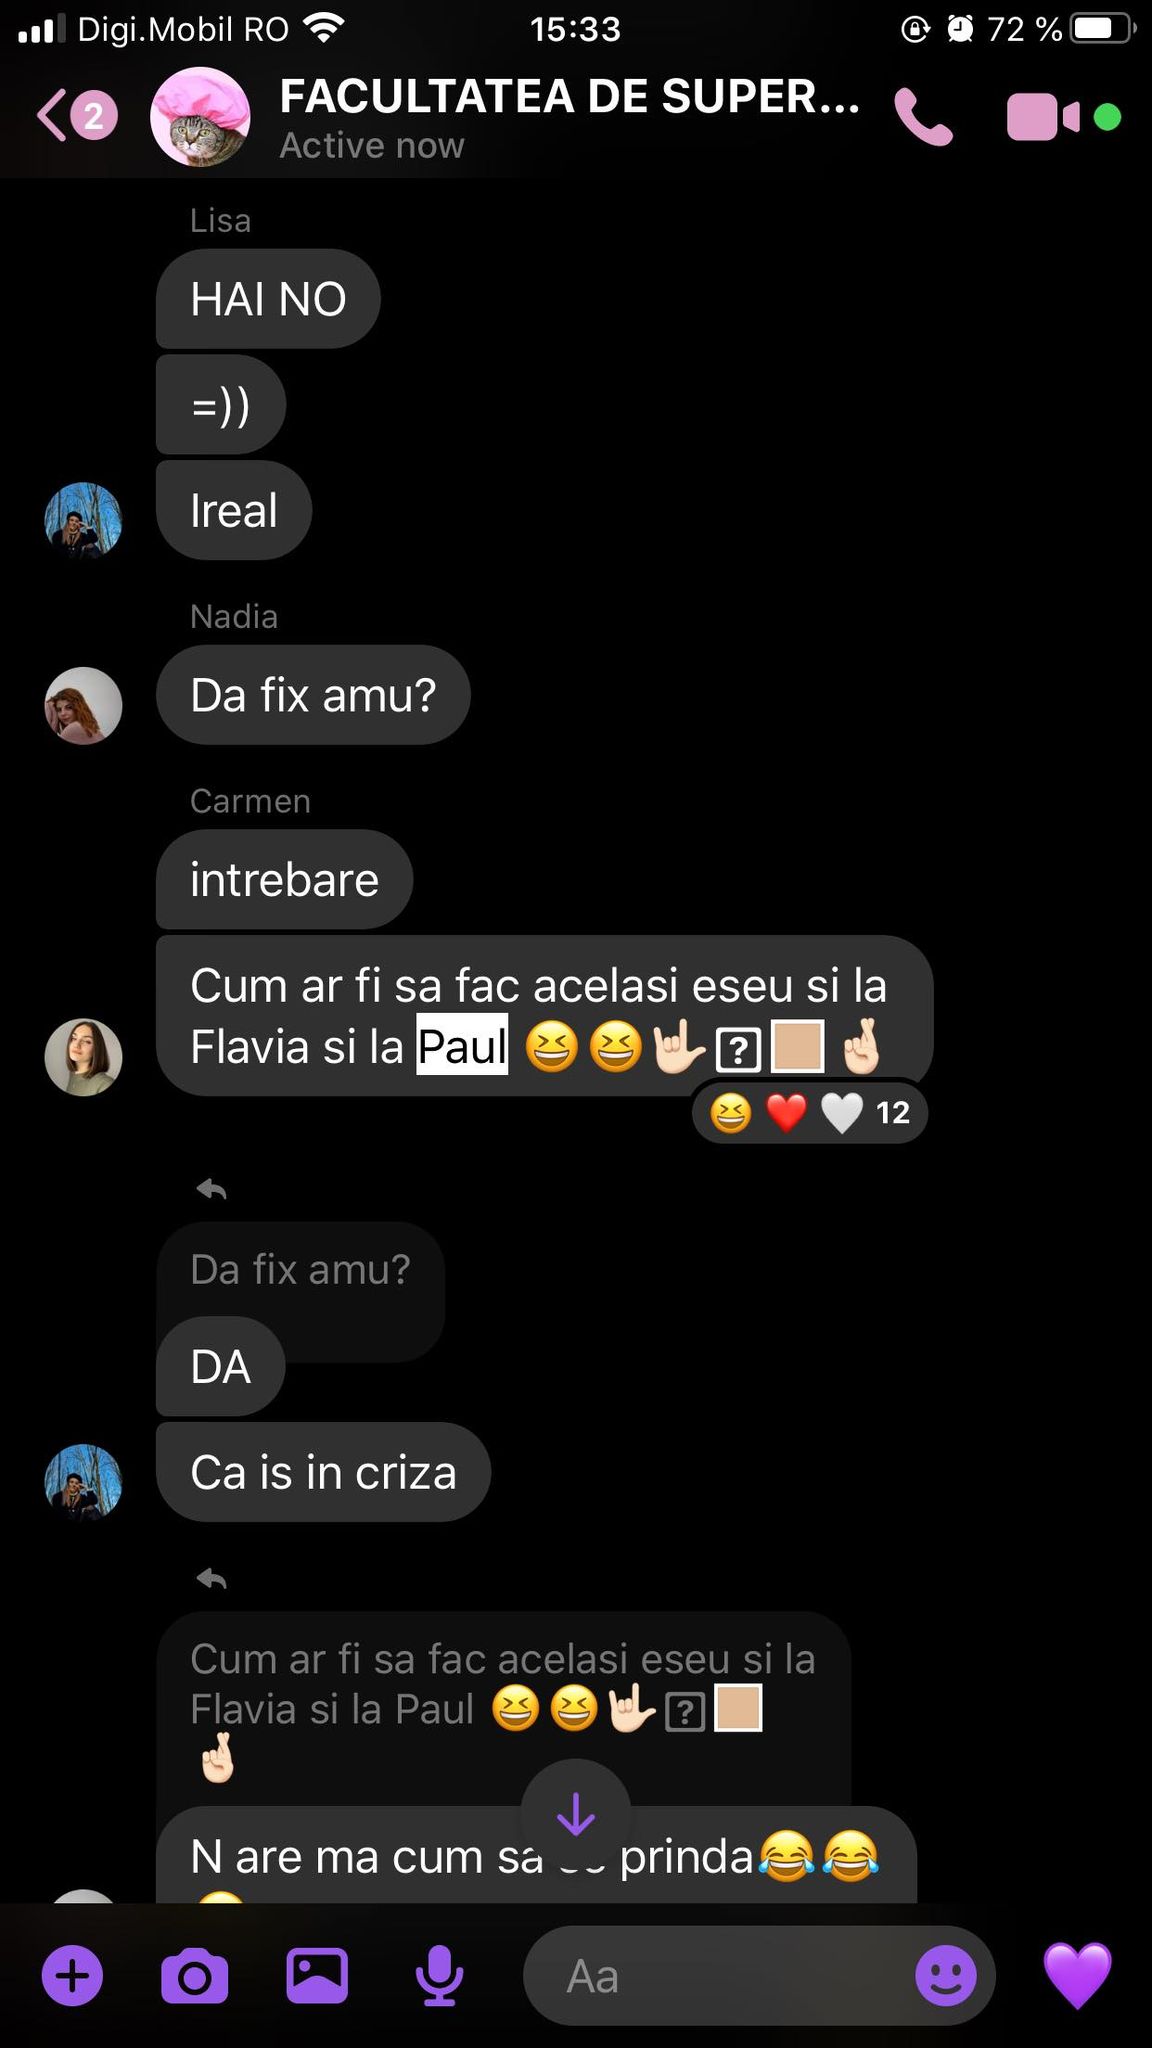 Digi.Mobil RO
15:33
72 %
2
FACULTATEA DE SUPER...
Active now
Lisa
HAI NO
=))
Ireal
Nadia
Da fix amu?
Carmen
intrebare
Cum ar fi sa fac acelasi eseu si la
Flavia si la Paul 😆😆🤟🏻⍰🏼🤞🏻
😆❤️🤍 12
Da fix amu?
DA
Ca is in criza
Cum ar fi sa fac acelasi eseu si la
Flavia si la Paul 😆😆🤟🏻⍰🏼
🤞🏻
N are ma cum sa prinda😂😂
Aa